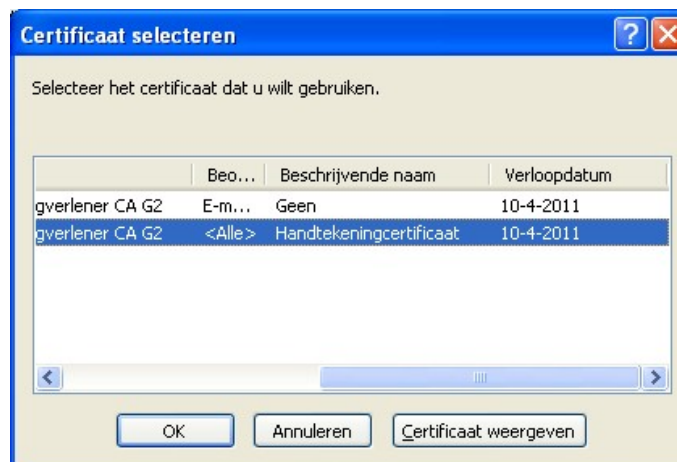 Certificaat selecteren
Selecteer het certificaat dat u wilt gebruiken.
Beo... Beschrijvende naam Verloopdatum
gverlener CA G2 E-m... Geen 10-4-2011
gverlener CA G2 <Alle> Handtekeningcertificaat 10-4-2011
OK Annuleren Certificaat weergeven